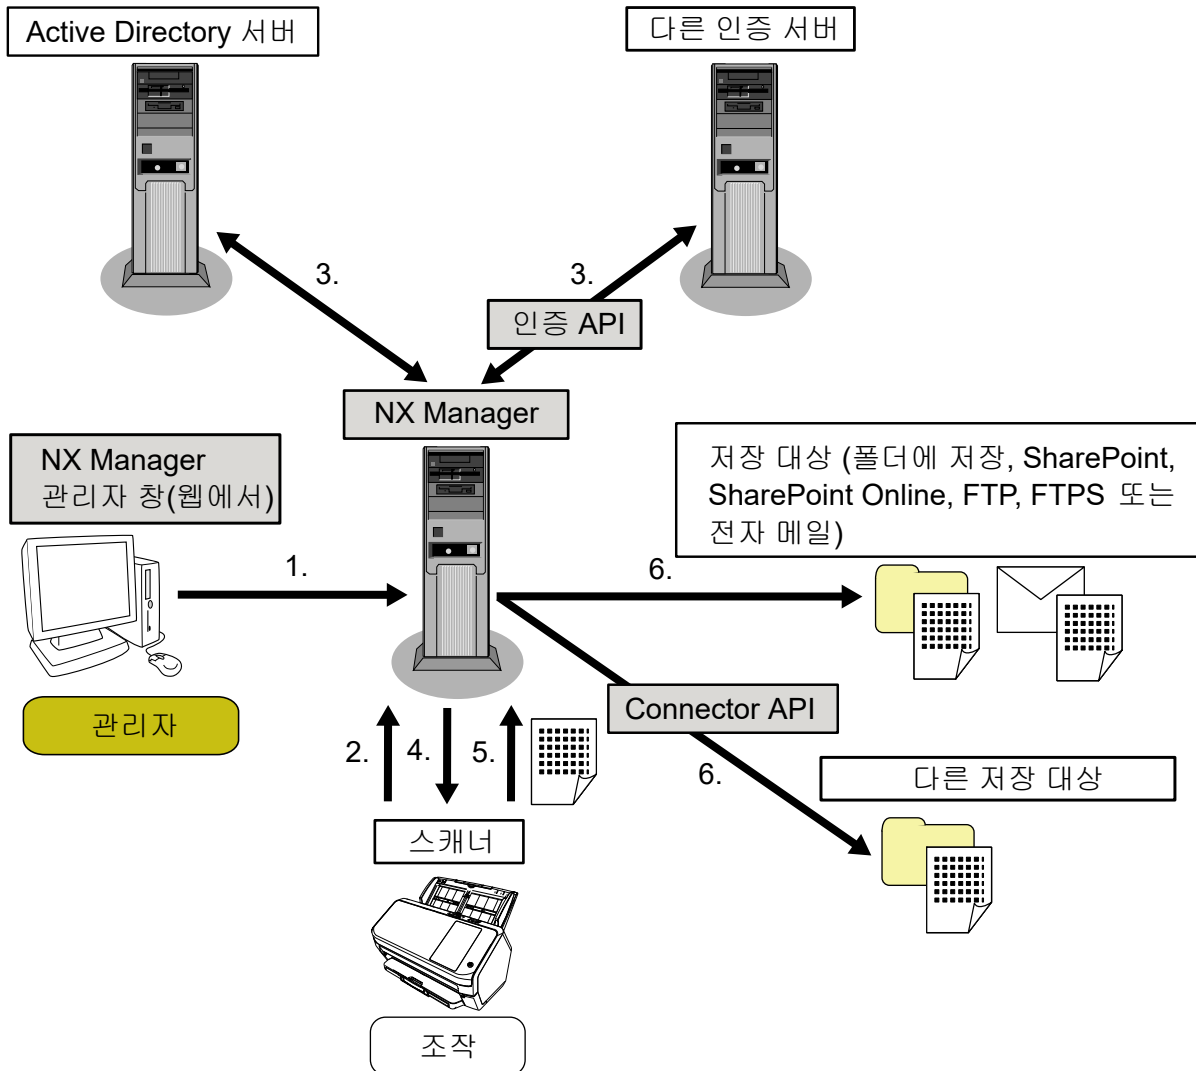 Active Directory 서버
다른 인증 서버
3.
3.
인증 API
NX Manager
NX Manager
관리자 창(웹에서)
저장 대상 (폴더에 저장, SharePoint,
SharePoint Online, FTP, FTPS 또는
전자 메일)
1.
6.
관리자
Connector API
2.
4.
5.
6.
다른 저장 대상
스캐너
조작